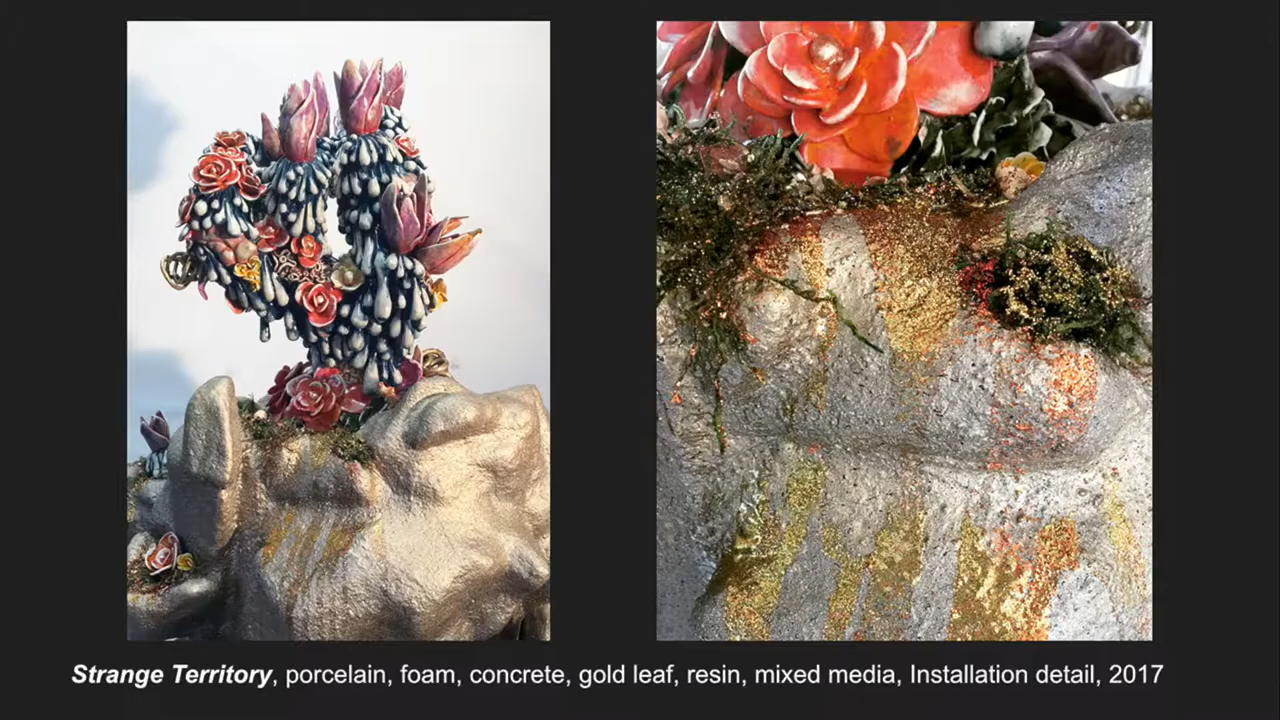 Strange Territory, porcelain, foam, concrete, gold leaf, resin, mixed media, Installation detail, 2017